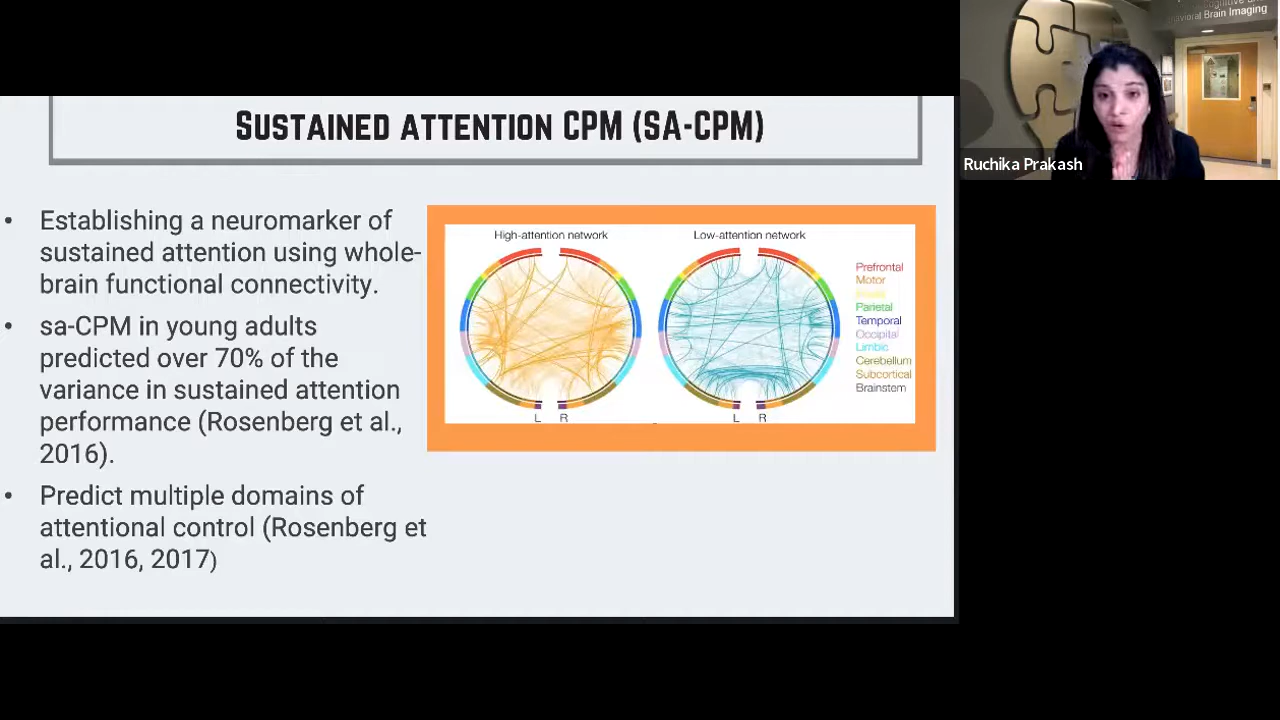 SUSTAINED ATTENTION CPM (SA-CPM)
• Establishing a neuromarker of
sustained attention using whole-
brain functional connectivity.
• sa-CPM in young adults
predicted over 70% of the
variance in sustained attention
performance (Rosenberg et al.,
2016).
• Predict multiple domains of
attentional control (Rosenberg et
al., 2016, 2017)
High-attention network
Low-attention network
L R
L R
Prefrontal
Motor
Parietal
Temporal
Occipital
Limbic
Cerebellum
Subcortical
Brainstem
Brain Imaging
Ruchika Prakash